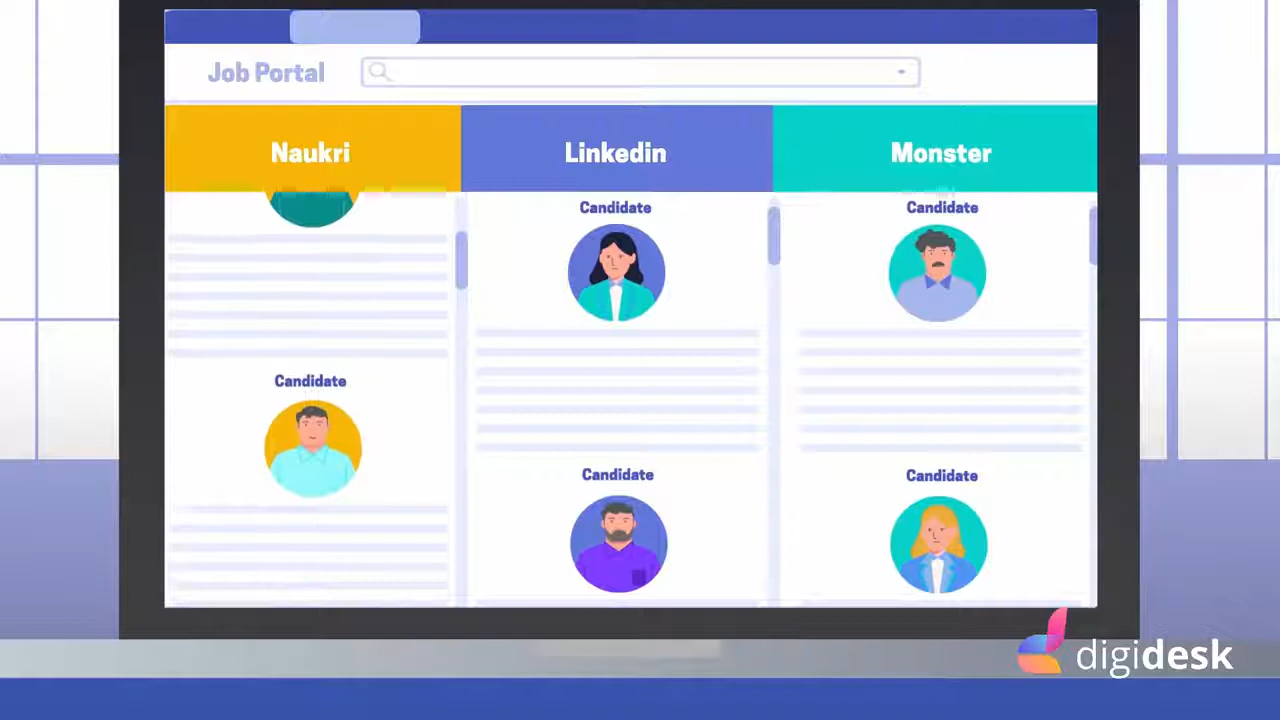 Job Portal
Naukri
Linkedin
Monster
Candidate
Candidate
Candidate
Candidate
Candidate
digidesk